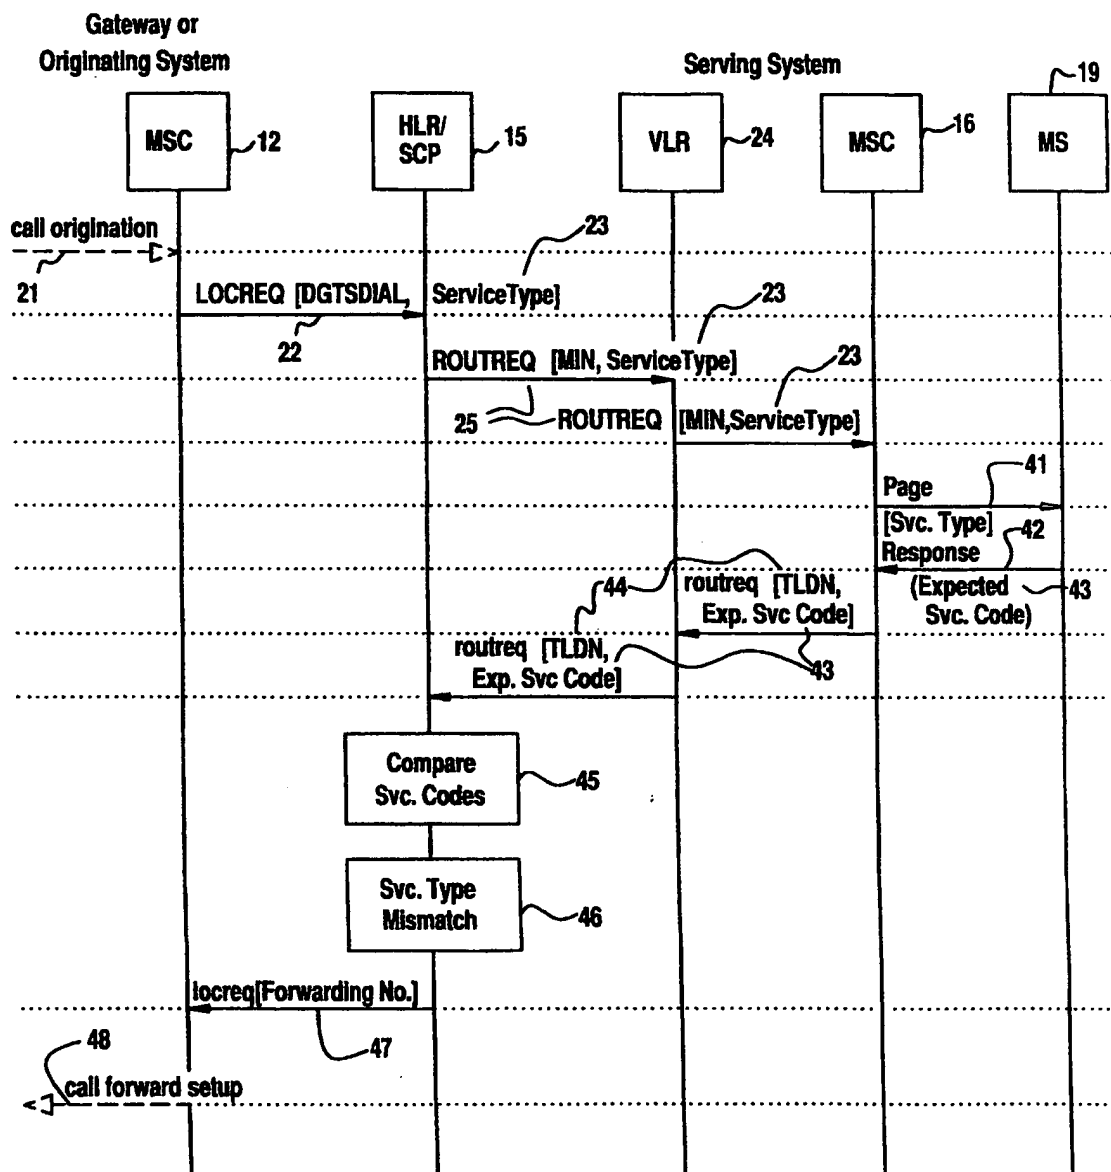 Gateway or
Originating System
Serving System
19
MSC
12
HLR/
SCP
15
VLR
24
MSC
16
MS
call origination
21
23
LOCREQ [DGTSDIAL, ServiceType]
22
23
ROUTREQ [MIN, ServiceType]
23
25
ROUTREQ [MIN,ServiceType]
Page
41
[Svc. Type]
42
Response
44
routreq [TLDN,
(Expected
43
Exp. Svc Code]
Svc. Code)
routreq [TLDN,
43
Exp. Svc Code]
Compare
Svc. Codes
45
Svc. Type
Mismatch
46
locreq[Forwarding No.]
47
48
call forward setup